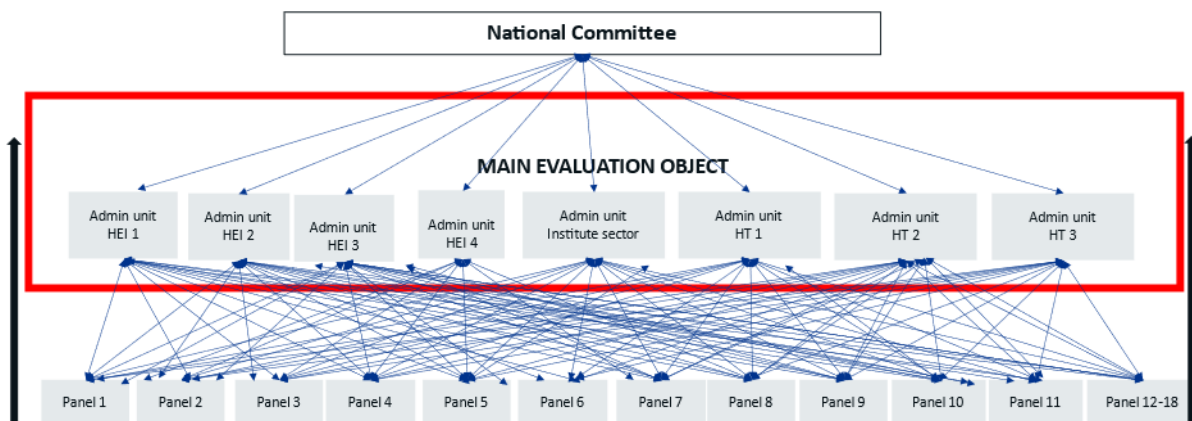 National Committee
MAIN EVALUATION OBJECT
Admin unit
HEI 1
Admin unit
HEI 2
Admin unit
HEI 3
Admin unit
HEI 4
Admin unit
Institute sector
Admin unit
HT 1
Admin unit
HT 2
Admin unit
HT 3
Panel 1
Panel 2
Panel 3
Panel 4
Panel 5
Panel 6
Panel 7
Panel 8
Panel 9
Panel 10
Panel 11
Panel 12-18